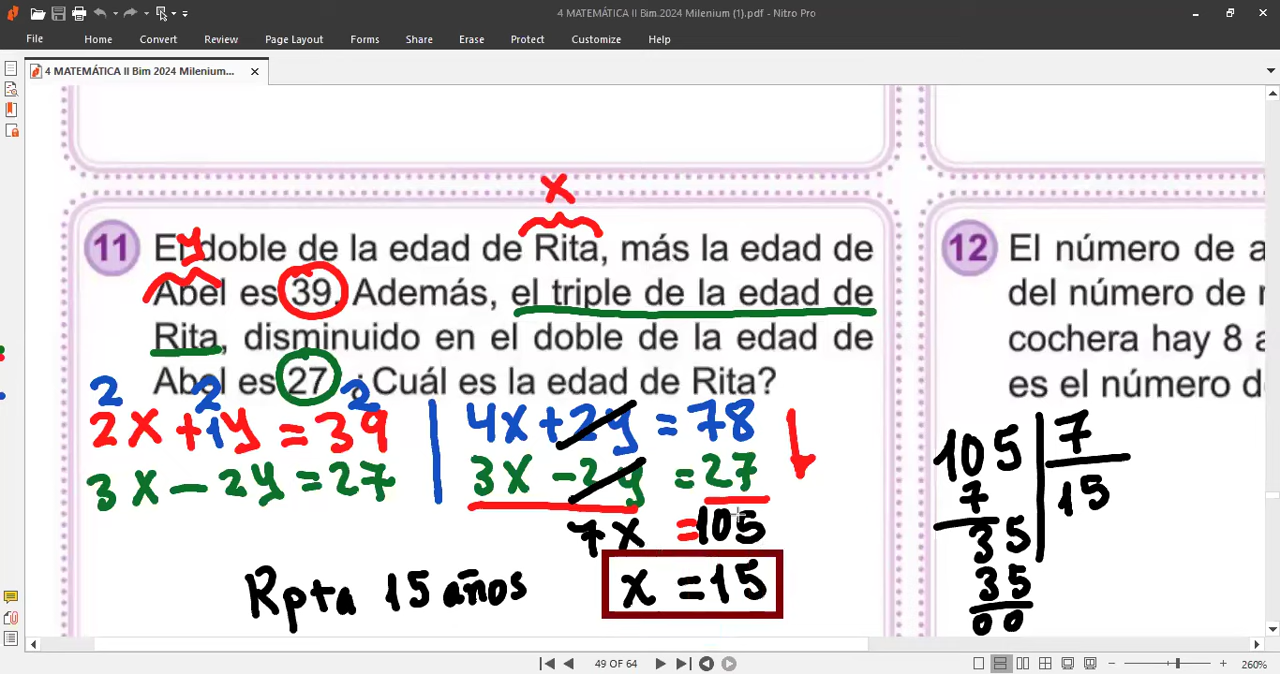 4 MATEMÁTICA II Bim.2024 Milenium (1).pdf - Nitro Pro
File Home Convert Review Page Layout Forms Share Erase Protect Customize Help
4 MATEMÁTICA II Bim 2024 Milenium...
x
11 El doble de la edad de Rita, más la edad de
y
Abel es 39. Además, el triple de la edad de
Rita, disminuido en el doble de la edad de
Abel es 27 ¿Cuál es la edad de Rita?
2 2 2
2x + 1y = 39
3x - 2y = 27
4x + 2y = 78
3x - 2y = 27
7x = 105
x = 15
Rpta 15 años
12 El número de a
del número de
cochera hay 8 a
es el número d
105 7
7 15
35
35
00
49 OF 64
260%